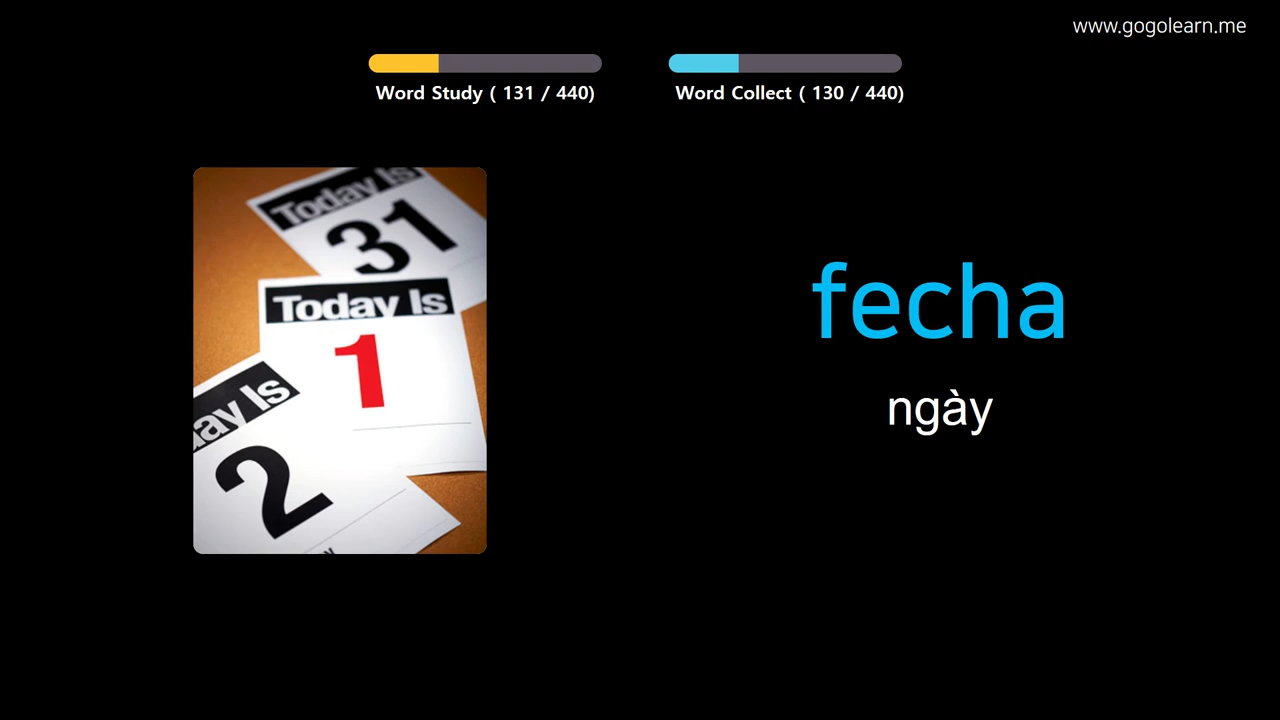 www.gogolearn.me
Word Study ( 131 / 440)
Word Collect ( 130 / 440)
Today Is
31
Today Is
1
ay Is
2
fecha
ngày